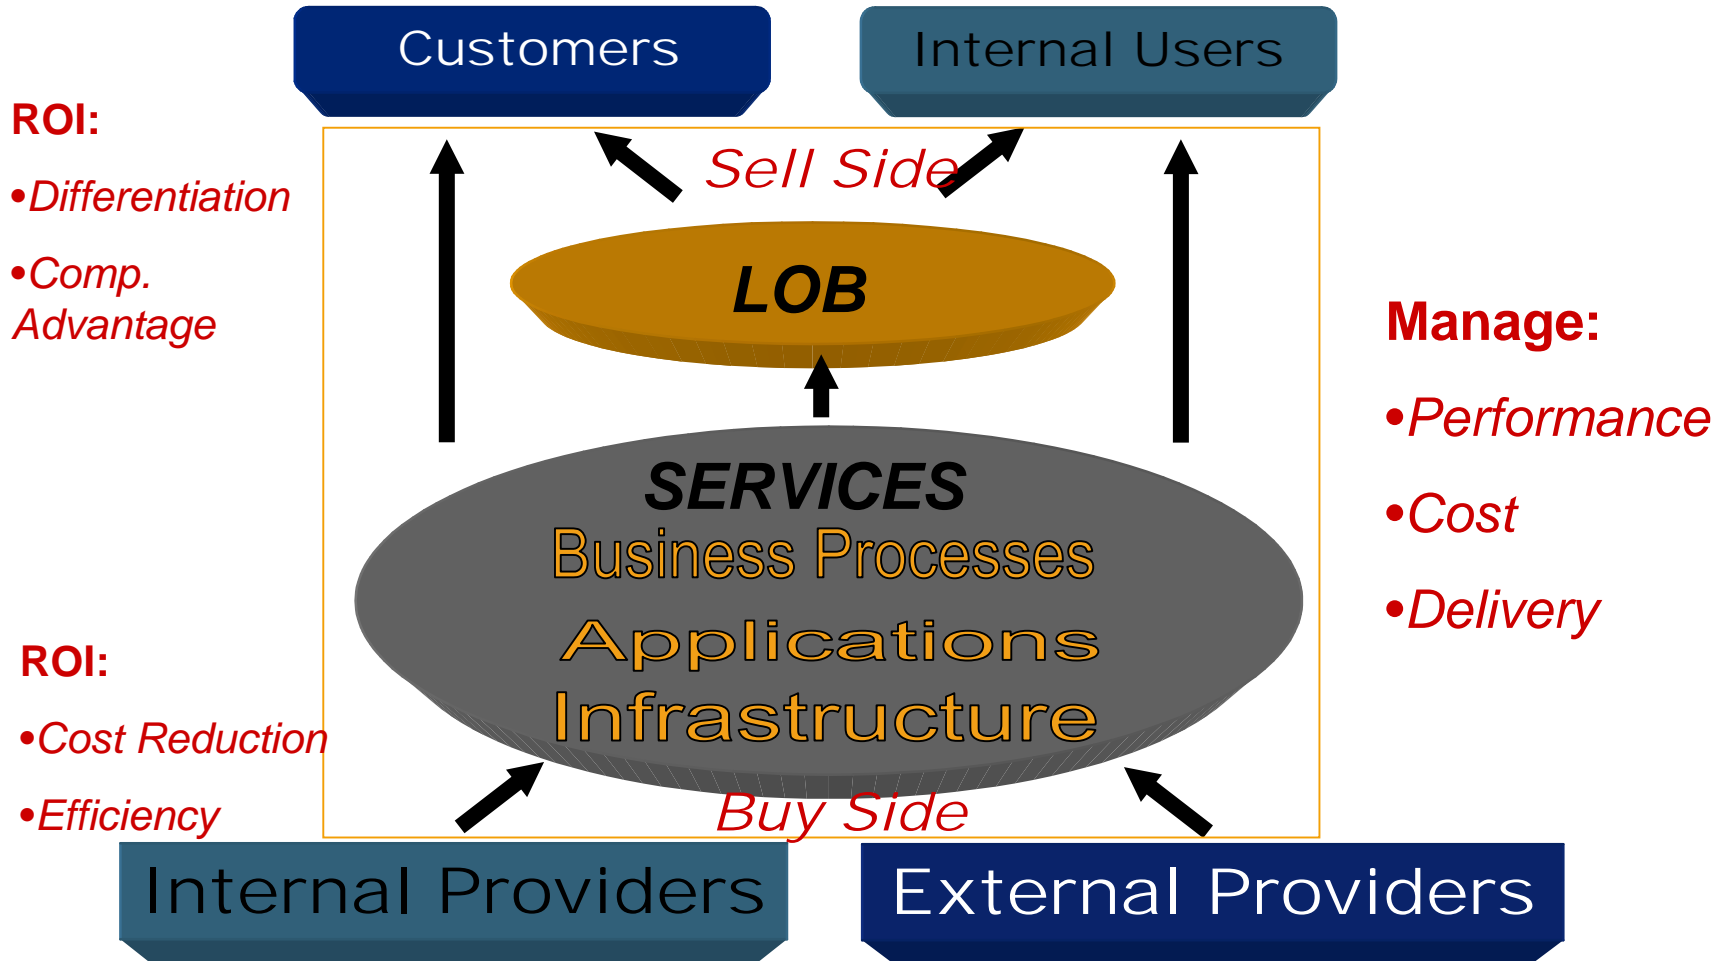 Customers
Internal Users
ROI:
•Differentiation
•Comp.
Advantage
Sell Side
LOB
Manage:
•Performance
•Cost
•Delivery
SERVICES
Business Processes
Applications
Infrastructure
ROI:
•Cost Reduction
•Efficiency
Buy Side
Internal Providers
External Providers